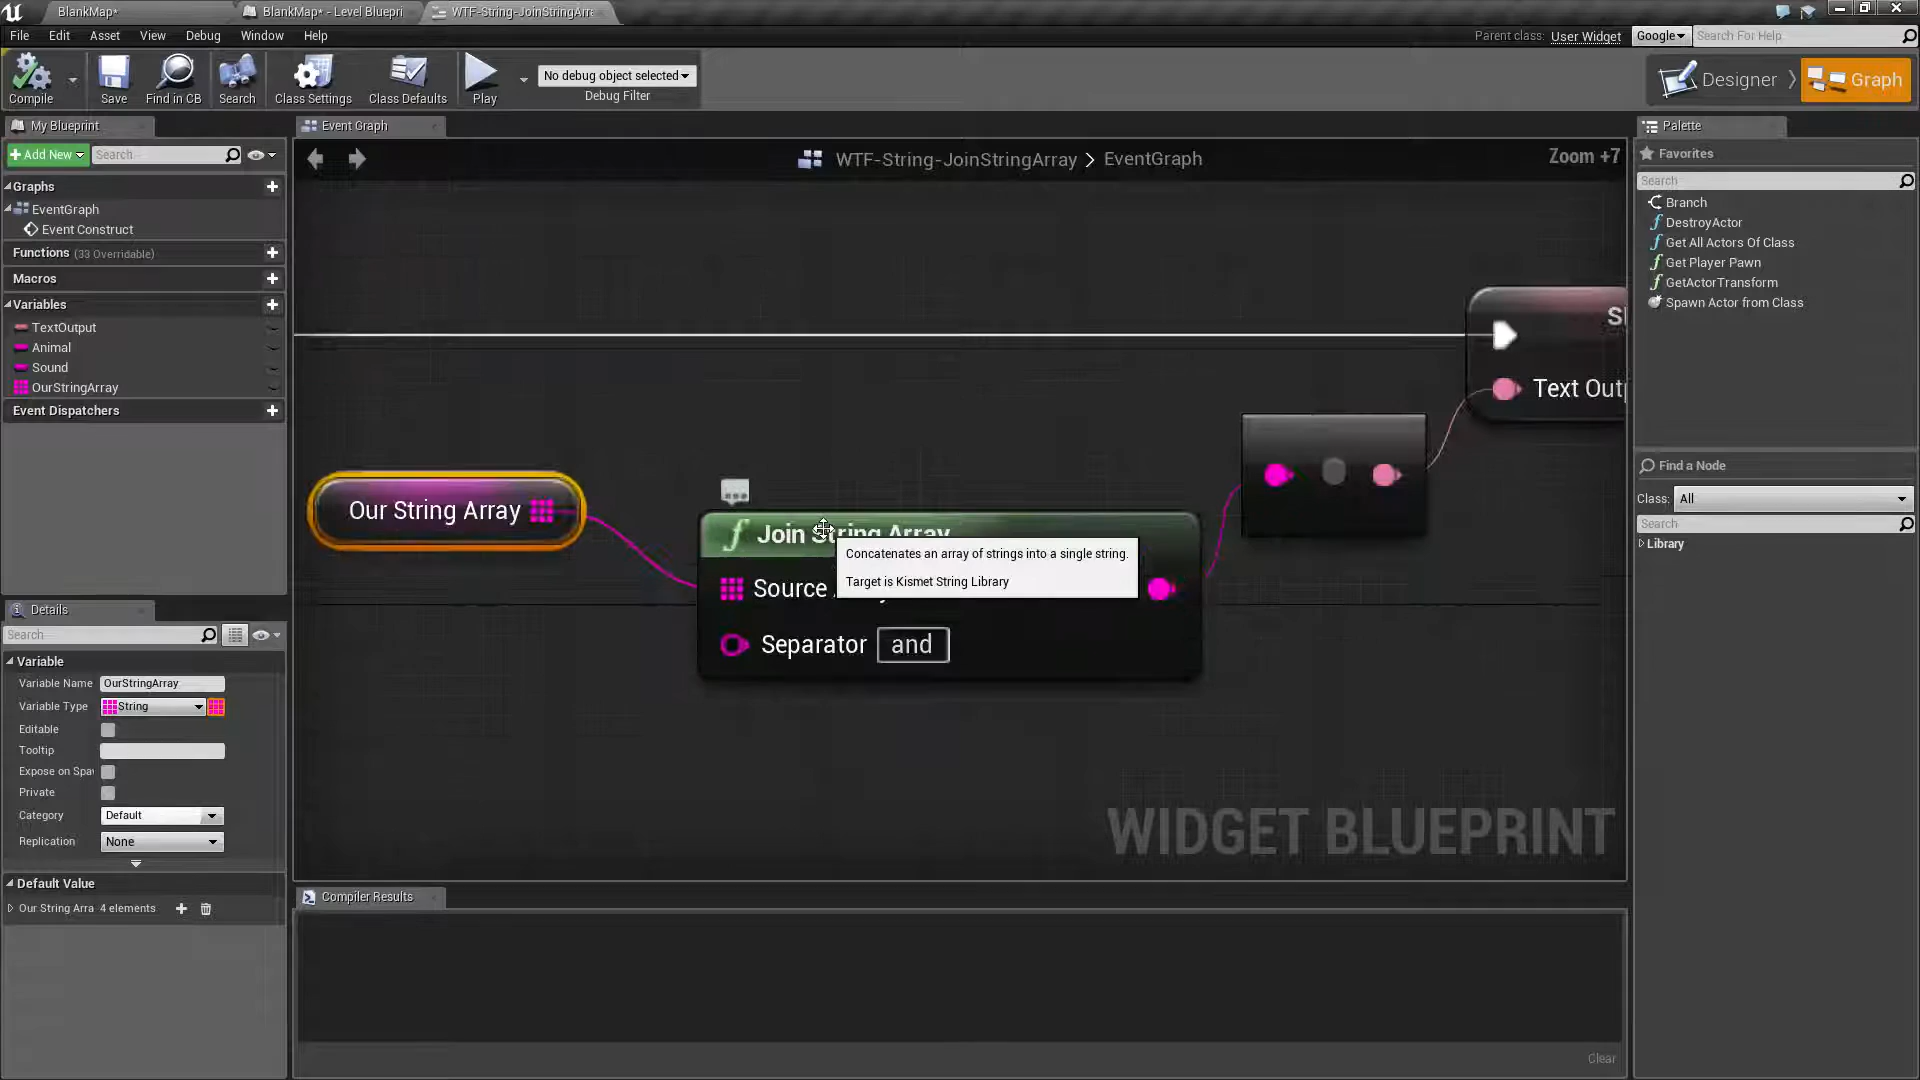 BlankMap*
BlankMap* - Level Bluepri
WTF-String-JoinStringArr
File Edit Asset View Debug Window Help
Parent class: User Widget
Google
Search For Help
Compile
Save
Find in CB
Search
Class Settings
Class Defaults
Play
No debug object selected
Debug Filter
Designer
Graph
My Blueprint
Add New
Search
Graphs
EventGraph
Event Construct
Functions (33 Overridable)
Macros
Variables
TextOutput
Animal
Sound
OurStringArray
Event Dispatchers
Details
Search
Variable
Variable Name OurStringArray
Variable Type String
Editable
Tooltip
Expose on Spa
Private
Category Default
Replication None
Default Value
Our String Arra 4 elements
Event Graph
WTF-String-JoinStringArray > EventGraph
Zoom +7
Our String Array
Join String Array
Concatenates an array of strings into a single string.
Target is Kismet String Library
Source
Separator and
Text Outp
WIDGET BLUEPRINT
Compiler Results
Clear
Palette
Favorites
Search
Branch
DestroyActor
Get All Actors Of Class
Get Player Pawn
GetActorTransform
Spawn Actor from Class
Find a Node
Class: All
Search
Library